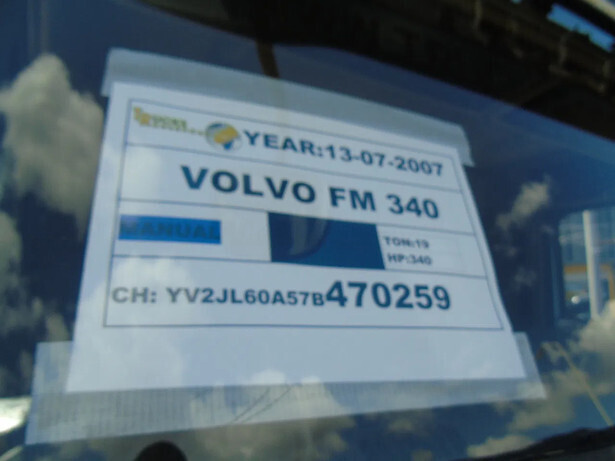 YEAR:13-07-2007
VOLVO FM 340
MANUAL
TON:19
HP:340
CH: YV2JL60A57B470259